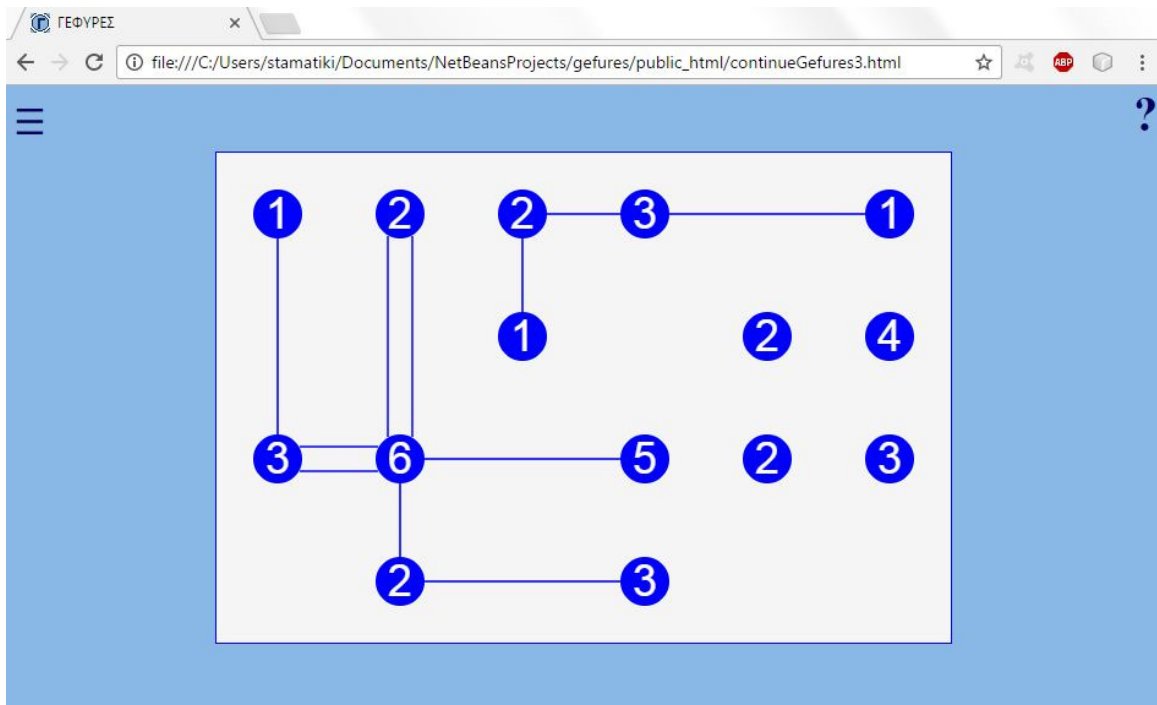 ΓΕΦΥΡΕΣ
file:///C:/Users/stamatiki/Documents/NetBeansProjects/gefures/public_html/continueGefures3.html
ABP
?
1 2 2 3 1
1 2 4
3 6 5 2 3
2 3